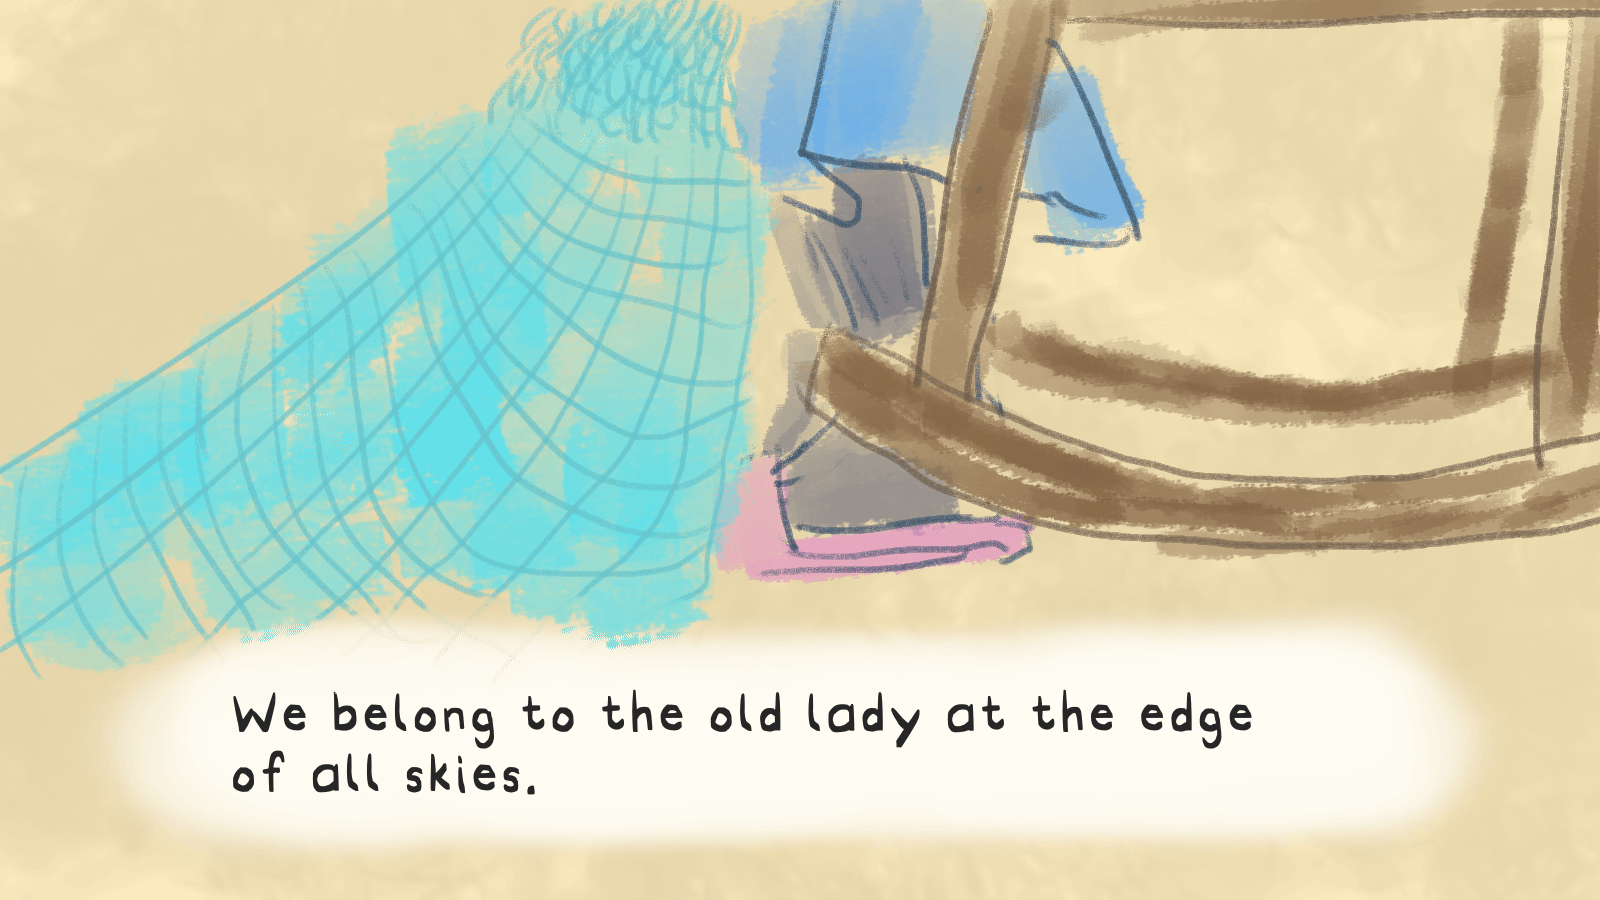 We belong to the old lady at the edge
of all skies.